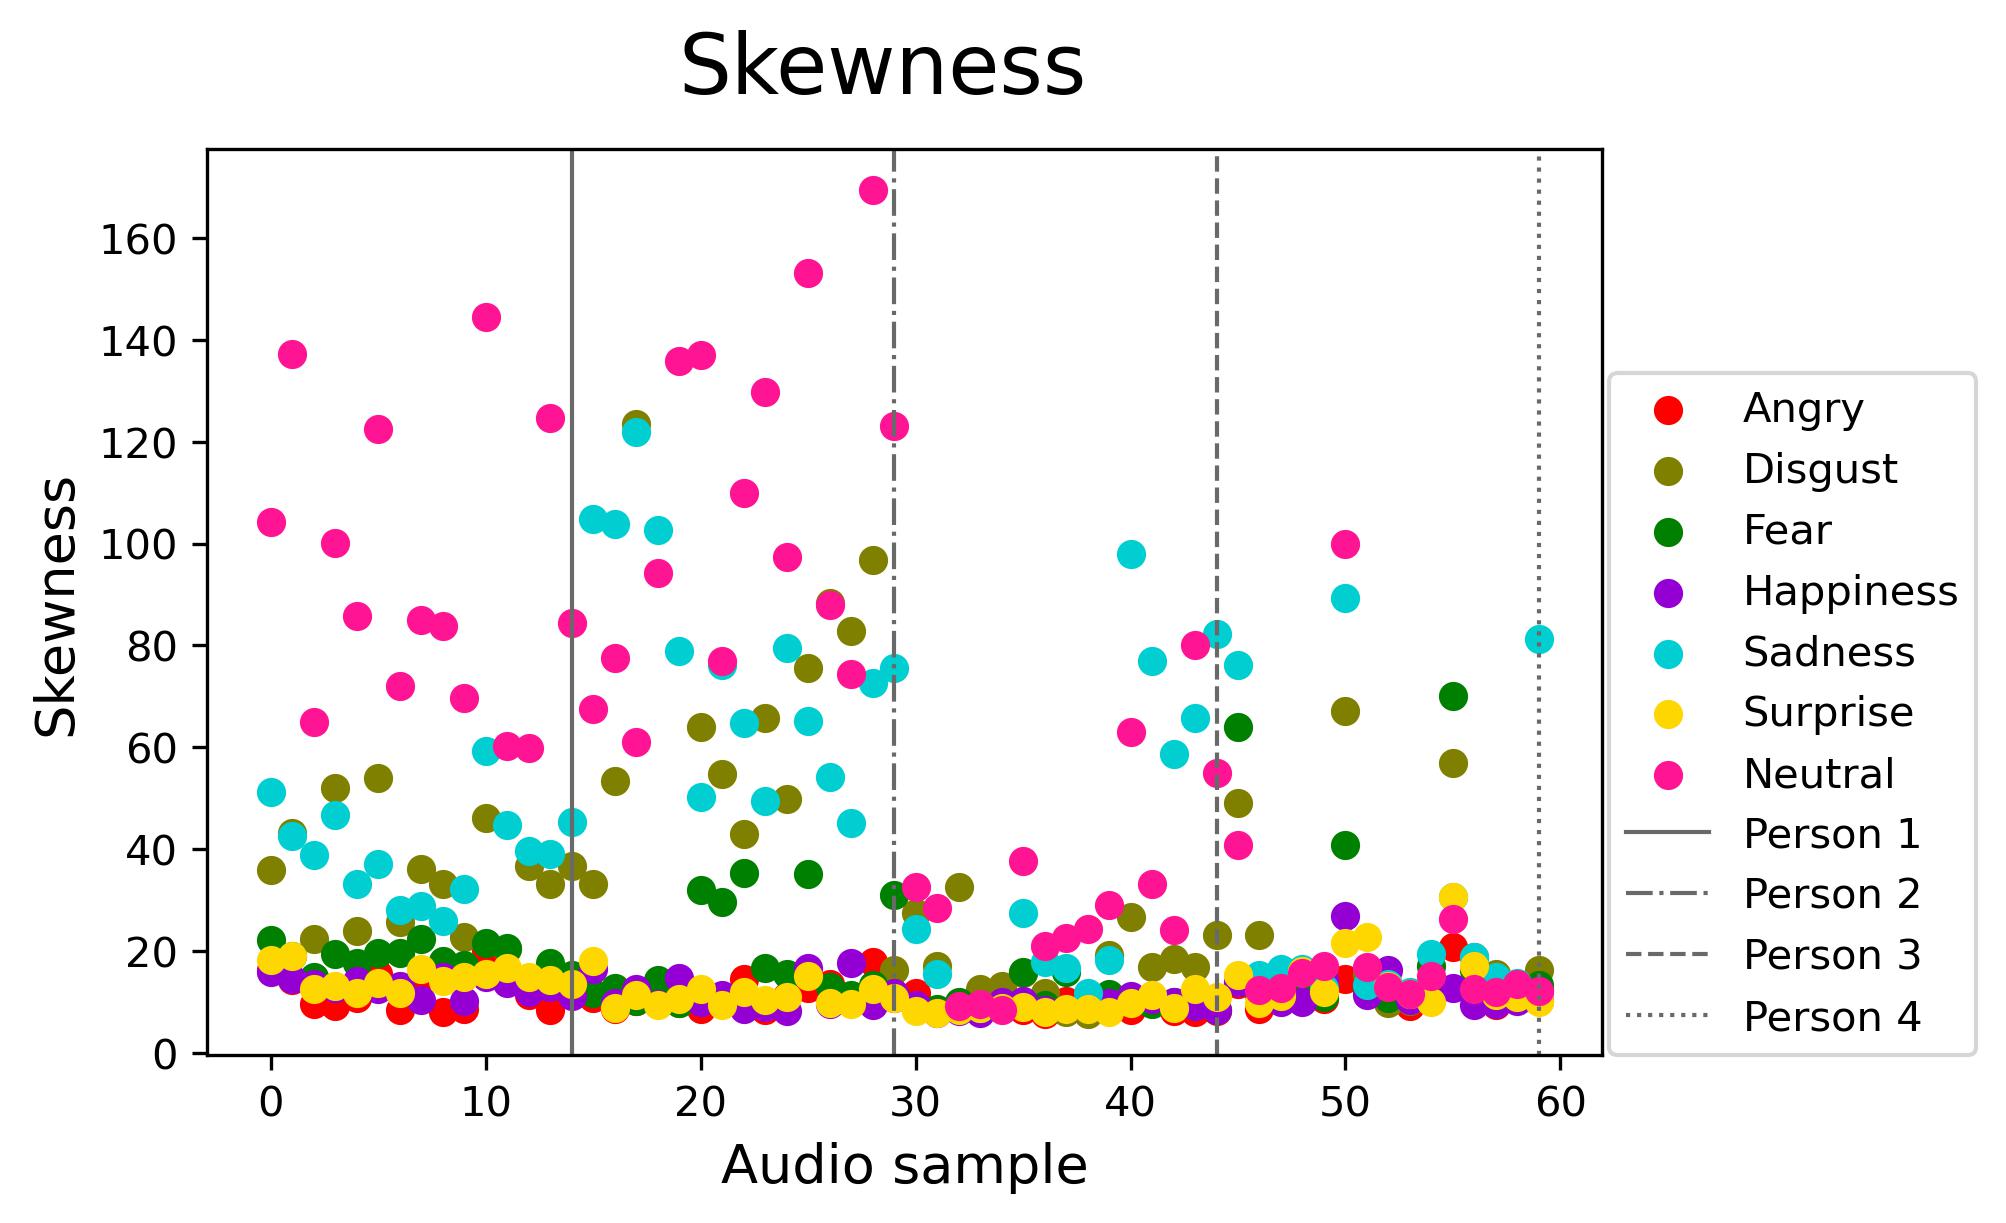 Skewness
Skewness
160
140
120
100
80
60
40
20
0
0 10 20 30 40 50 60
Audio sample
Angry
Disgust
Fear
Happiness
Sadness
Surprise
Neutral
Person 1
Person 2
Person 3
Person 4